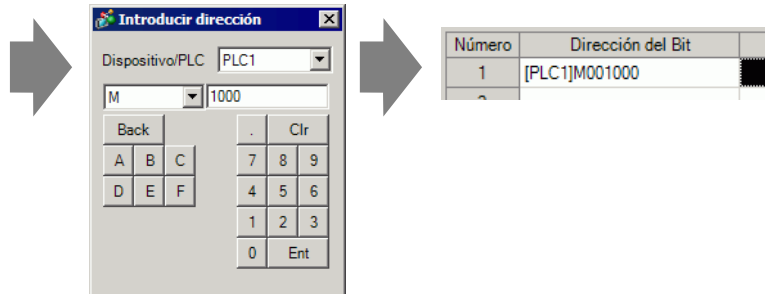 Introducir dirección
Dispositivo/PLC PLC1
M 1000
Back . Clr
A B C 7 8 9
D E F 4 5 6
1 2 3
0 Ent
Número Dirección del Bit
1 [PLC1]M001000